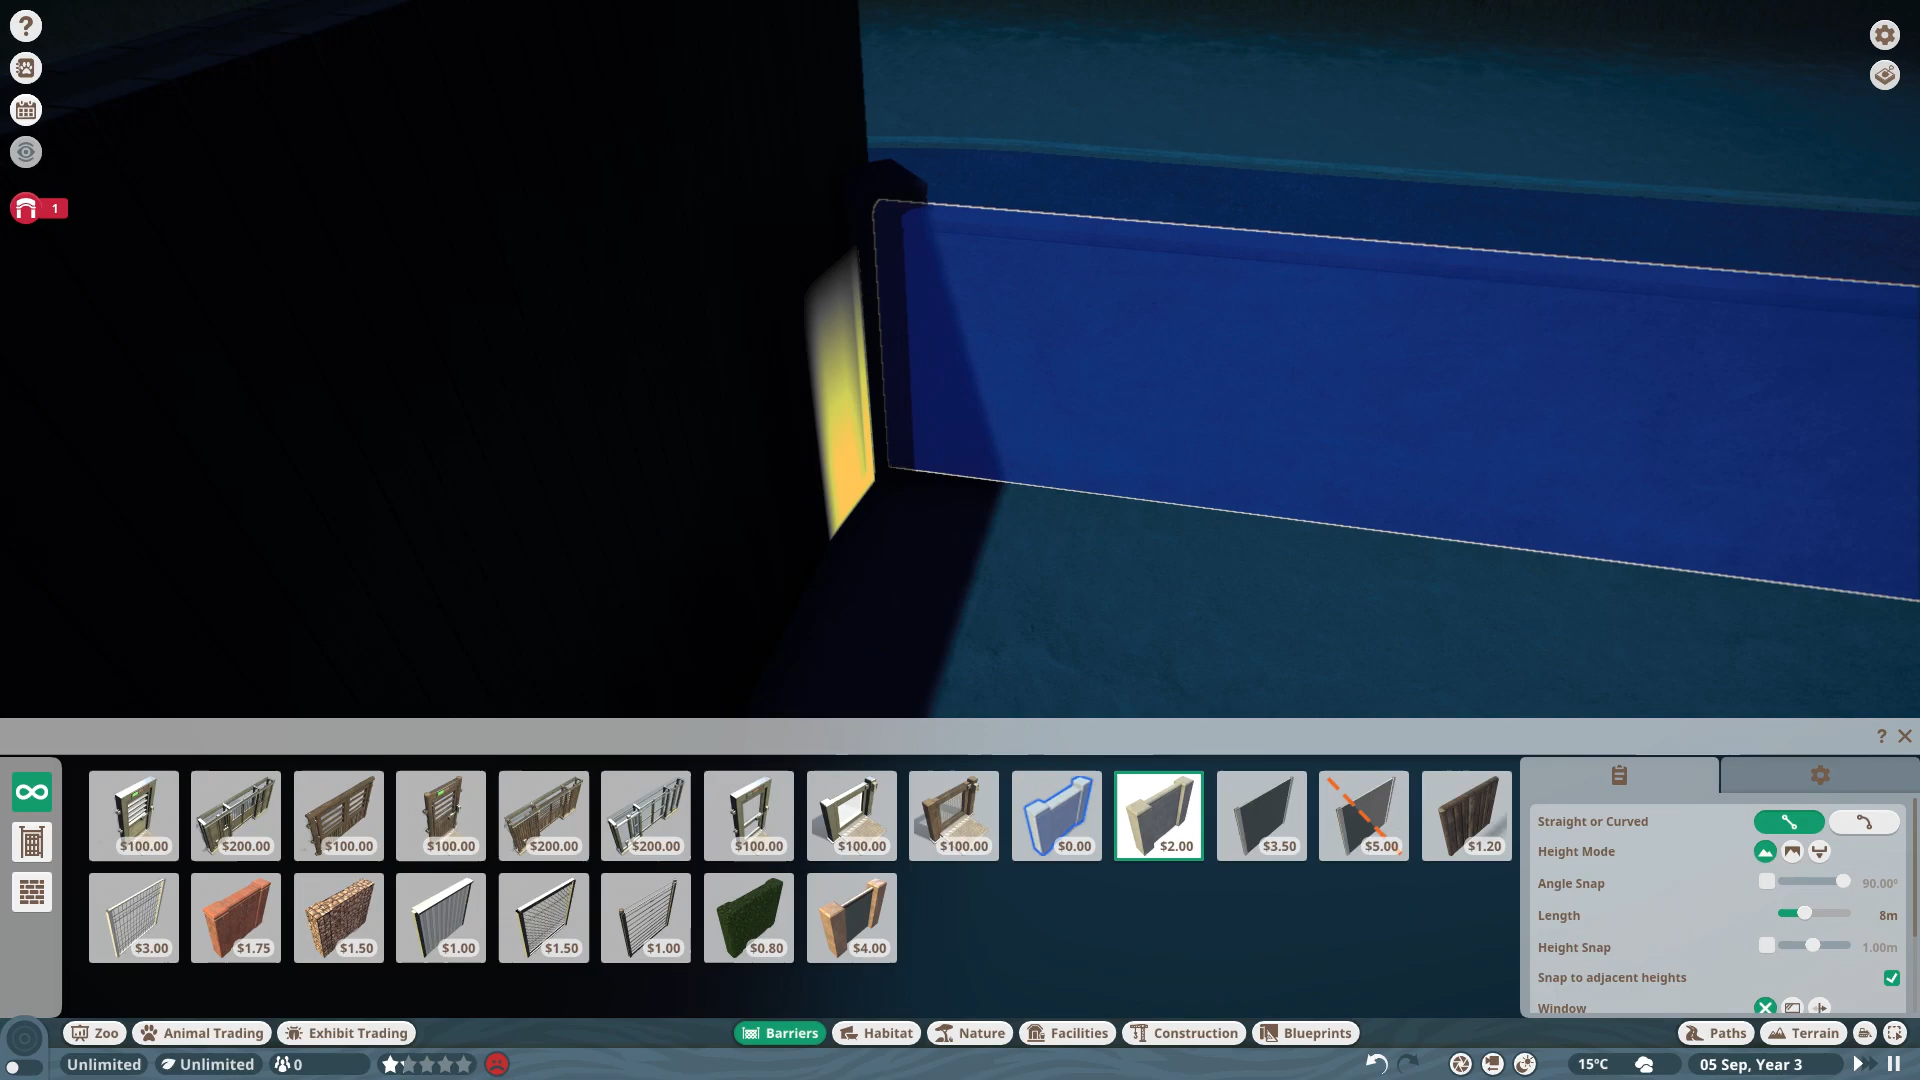 ?
1
? ×
$100.00 $200.00 $100.00 $100.00 $200.00 $200.00 $100.00 $100.00 $100.00 $0.00 $2.00 $3.50 $5.00 $1.20
$3.00 $1.75 $1.50 $1.00 $1.50 $1.00 $0.80 $4.00
Straight or Curved
Height Mode
Angle Snap 90.00°
Length 8m
Height Snap 1.00m
Snap to adjacent heights
Window
Zoo Animal Trading Exhibit Trading Barriers Habitat Nature Facilities Construction Blueprints Paths Terrain
Unlimited Unlimited 0 15°C 05 Sep, Year 3